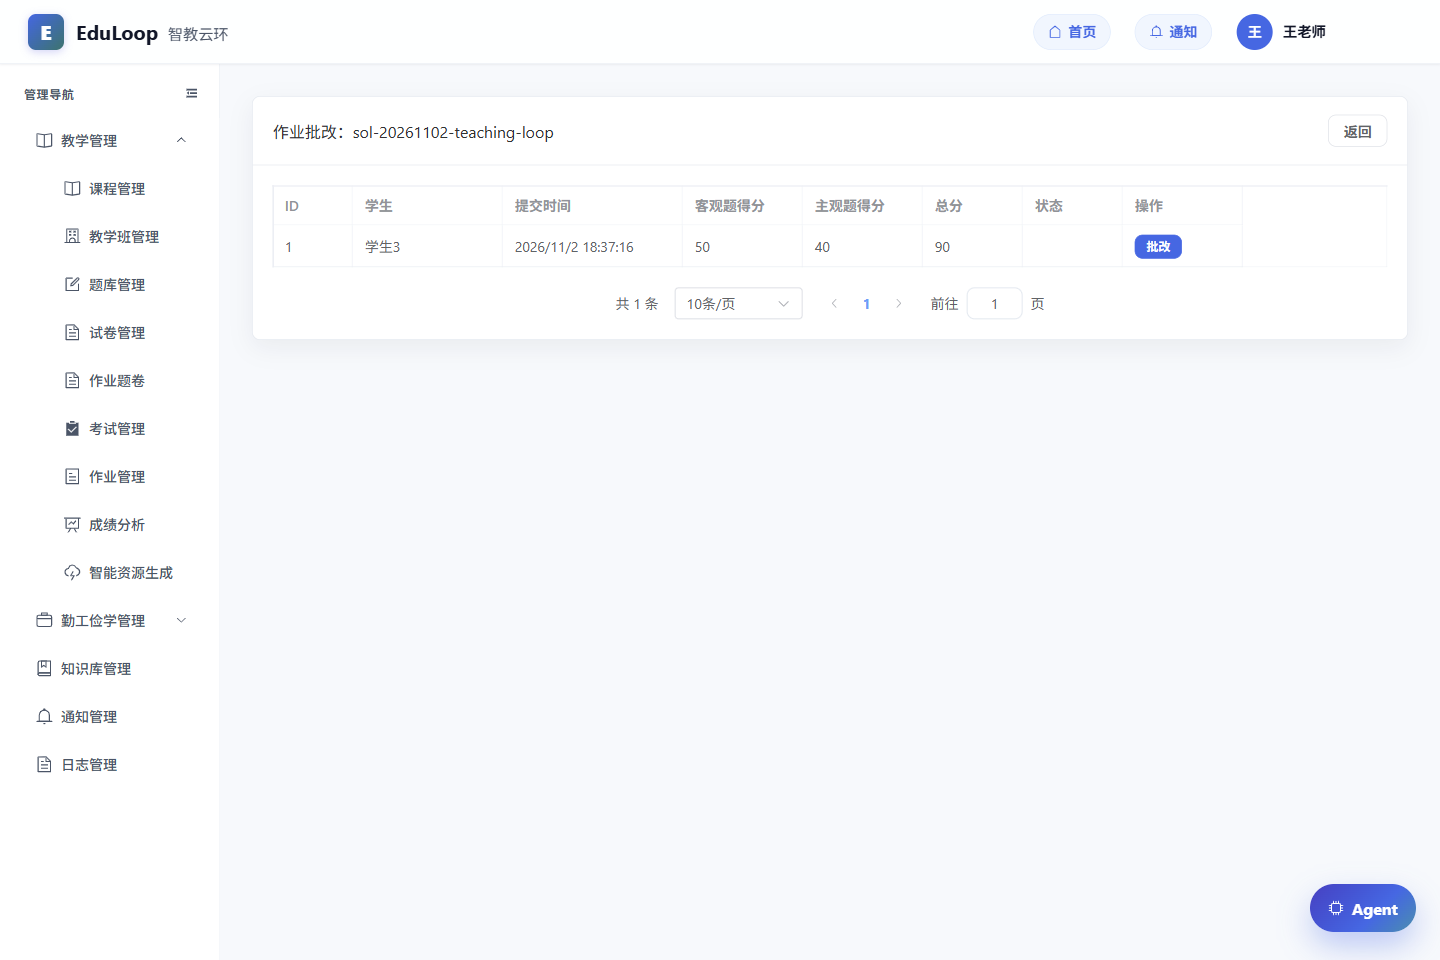 E EduLoop 智教云环 首页 通知 王 王老师
管理导航
教学管理
课程管理
教学班管理
题库管理
试卷管理
作业题卷
考试管理
作业管理
成绩分析
智能资源生成
勤工俭学管理
知识库管理
通知管理
日志管理
作业批改：sol-20261102-teaching-loop 返回
ID 学生 提交时间 客观题得分 主观题得分 总分 状态 操作
1 学生3 2026/11/2 18:37:16 50 40 90 批改
共 1 条 10条/页 1 前往 1 页
Agent